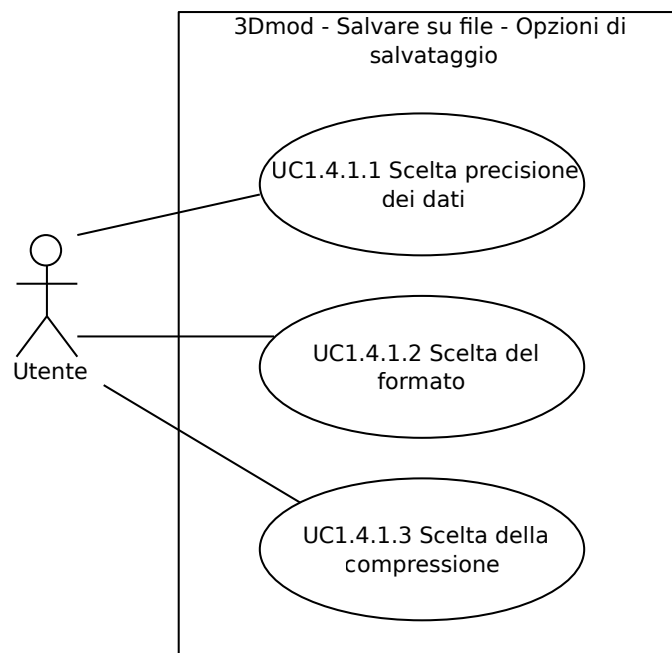 3Dmod - Salvare su file - Opzioni di
salvataggio
UC1.4.1.1 Scelta precisione
dei dati
UC1.4.1.2 Scelta del
formato
Utente
UC1.4.1.3 Scelta della
compressione